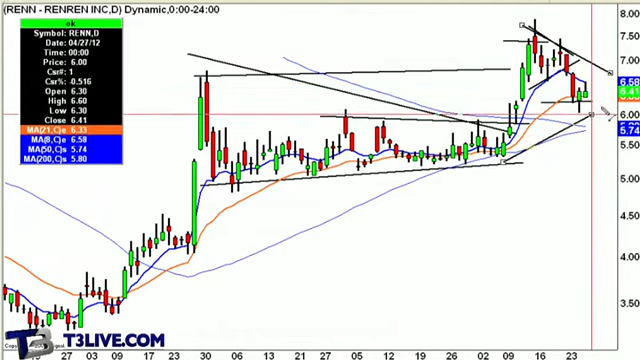 (RENN - RENREN INC,D) Dynamic,0:00-24:00
ok
Symbol: RENN,D
Date: 04/27/12
Time: 00:00
Price: 6.00
Csr#: 1
Csr%: -0.516
Open 6.30
High 6.60
Low 6.30
Close 6.41
MA(21,C)e 6.33
MA(8,C)e 6.58
MA(50,C)s 5.74
MA(200,C)s 5.80
8.00
7.50
7.00
6.58
6.41
6.00
5.74
5.50
5.00
4.50
4.00
3.50
T3 T3LIVE.COM
27 03 09 17 23 30 06 13 21 27 05 12 19 26 02 09 16 23